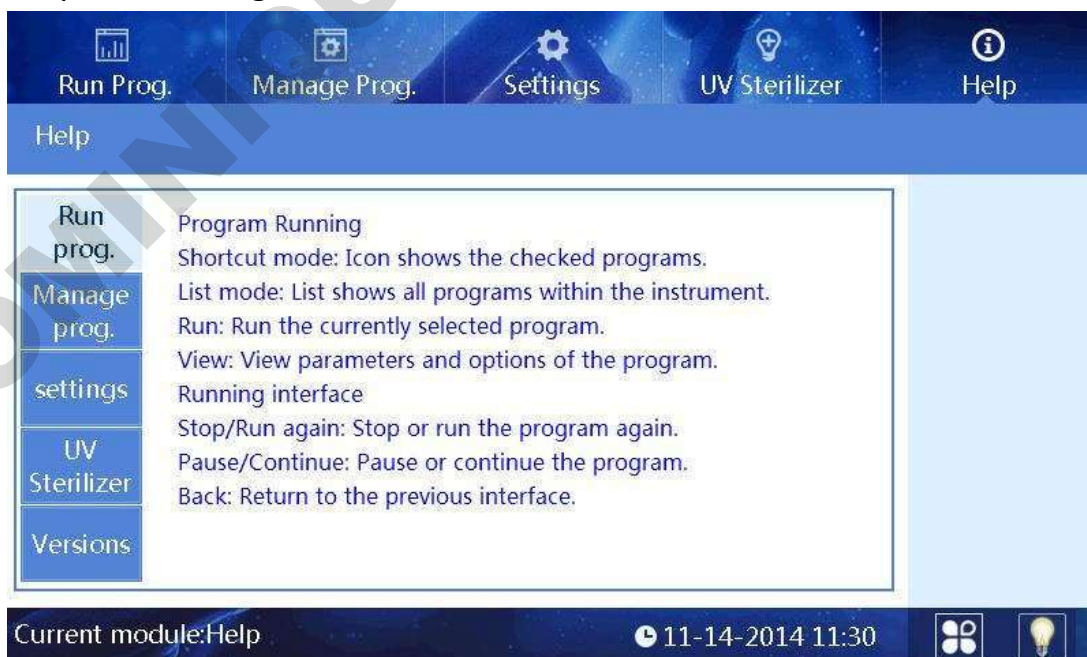 Run Prog.
Manage Prog.
Settings
UV Sterilizer
Help
Help
Run
prog.
Manage
prog.
settings
UV
Sterilizer
Versions
Program Running
Shortcut mode: Icon shows the checked programs.
List mode: List shows all programs within the instrument.
Run: Run the currently selected program.
View: View parameters and options of the program.
Running interface
Stop/Run again: Stop or run the program again.
Pause/Continue: Pause or continue the program.
Back: Return to the previous interface.
Current module:Help
11-14-2014 11:30